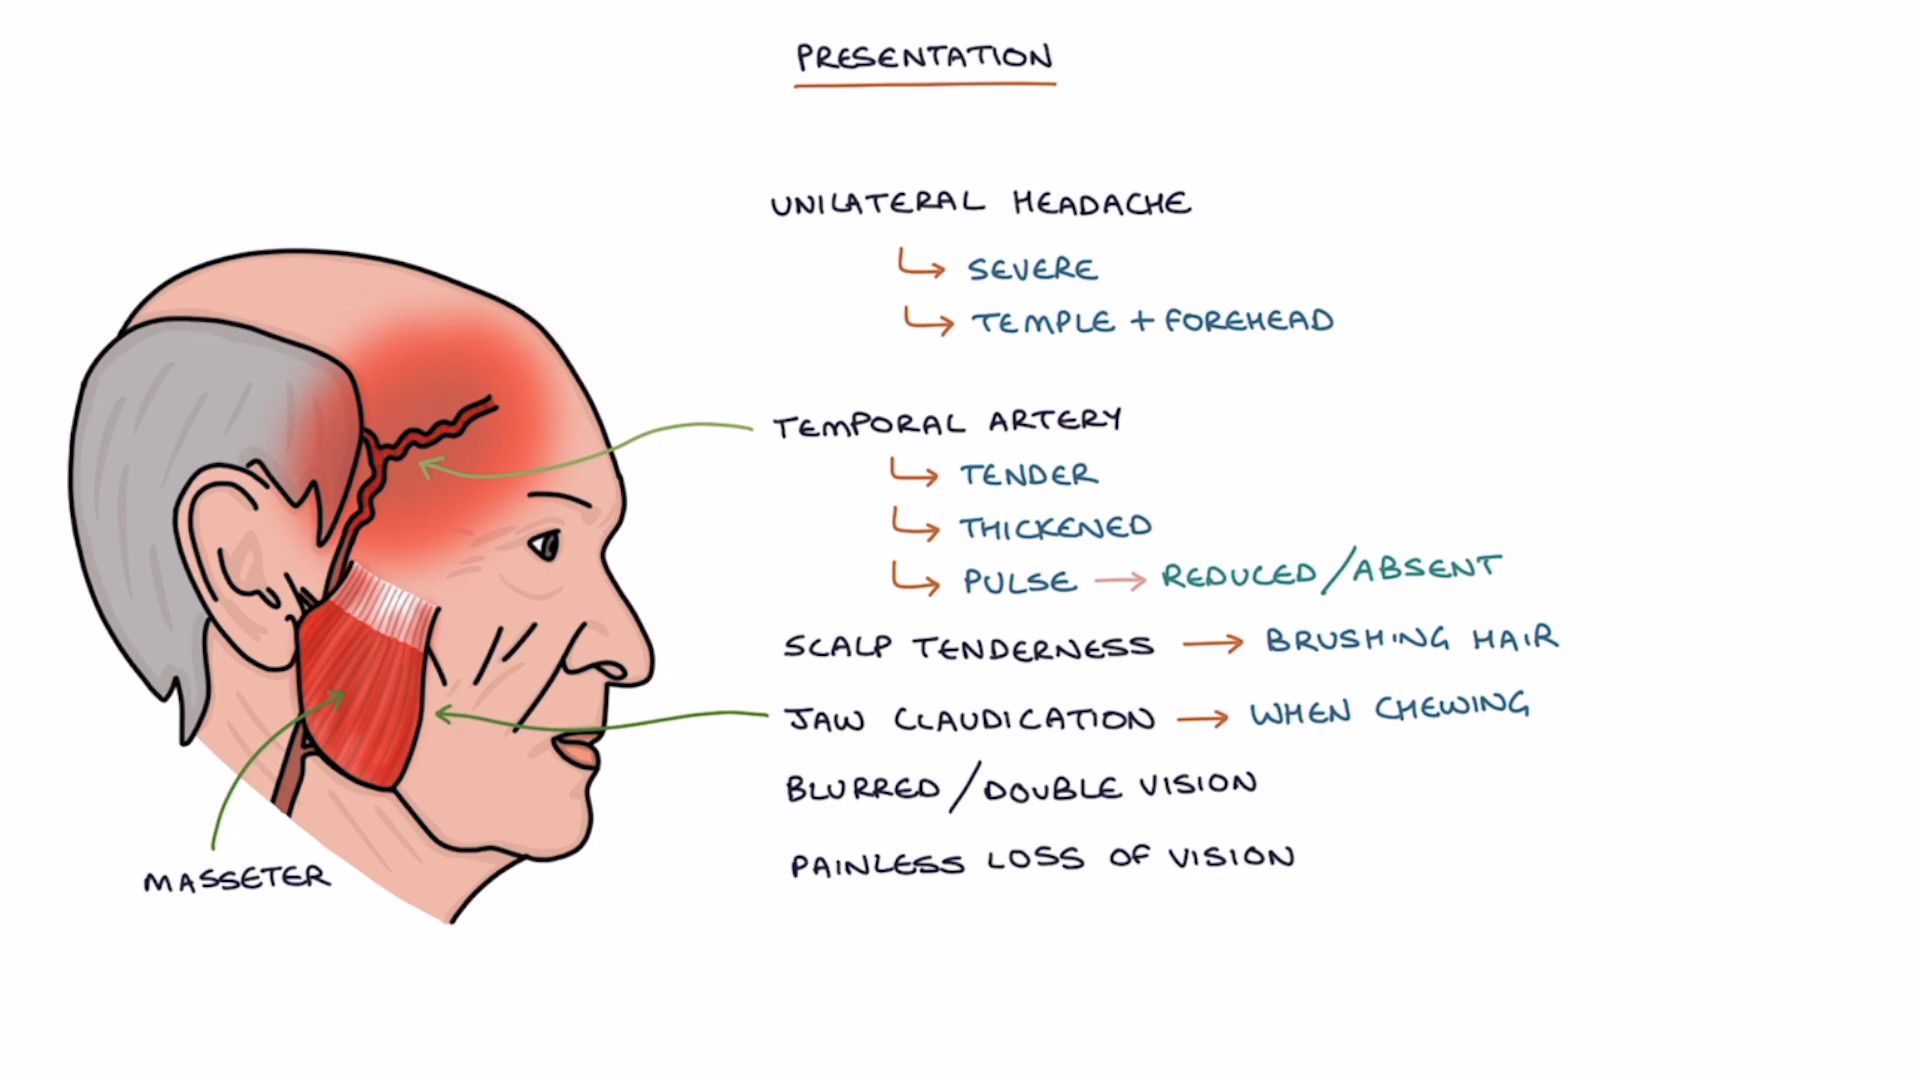 PRESENTATION
UNILATERAL HEADACHE
SEVERE
TEMPLE + FOREHEAD
TEMPORAL ARTERY
TENDER
THICKENED
PULSE → REDUCED/ABSENT
SCALP TENDERNESS → BRUSHING HAIR
JAW CLAUDICATION → WHEN CHEWING
BLURRED/DOUBLE VISION
PAINLESS LOSS OF VISION
MASSETER